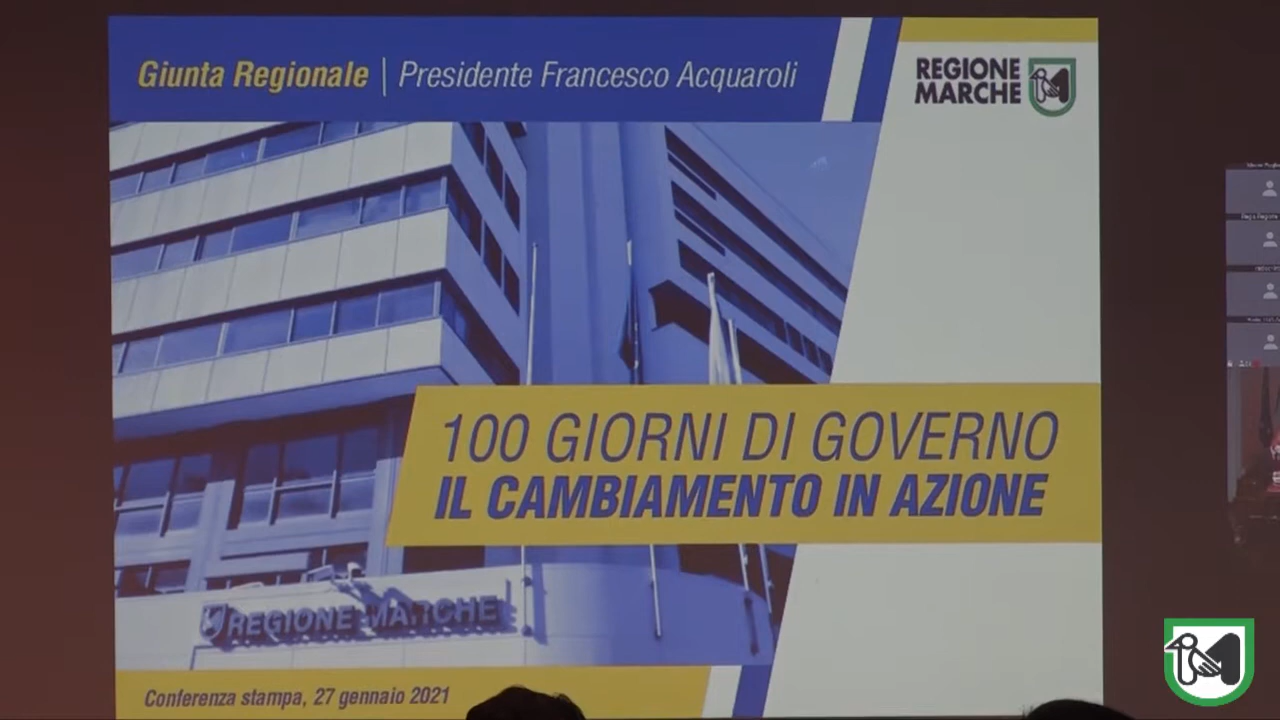 Giunta Regionale | Presidente Francesco Acquaroli
REGIONE
MARCHE
100 GIORNI DI GOVERNO
IL CAMBIAMENTO IN AZIONE
REGIONE MARCHE
Conferenza stampa, 27 gennaio 2021